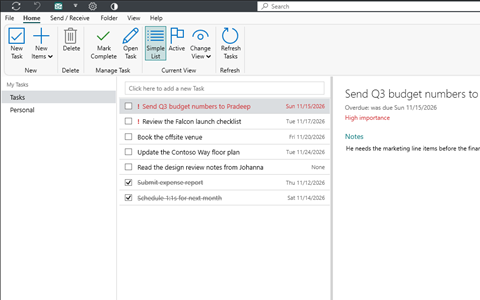 Search
File Home Send / Receive Folder View Help
New Task
New Items
Delete
Mark Complete
Open Task
Simple List
Active
Change View
Refresh Tasks
New Delete Manage Task Current View Refresh
My Tasks
Tasks
Personal
Click here to add a new Task
! Send Q3 budget numbers to Pradeep Sun 11/15/2026
! Review the Falcon launch checklist Tue 11/17/2026
Book the offsite venue Fri 11/20/2026
Update the Contoso Way floor plan Tue 11/24/2026
Read the design review notes from Johanna None
Submit expense report Thu 11/12/2026
Schedule 1:1s for next month Sat 11/14/2026
Send Q3 budget numbers to
Overdue: was due Sun 11/15/2026
High importance
Notes
He needs the marketing line items before the finan